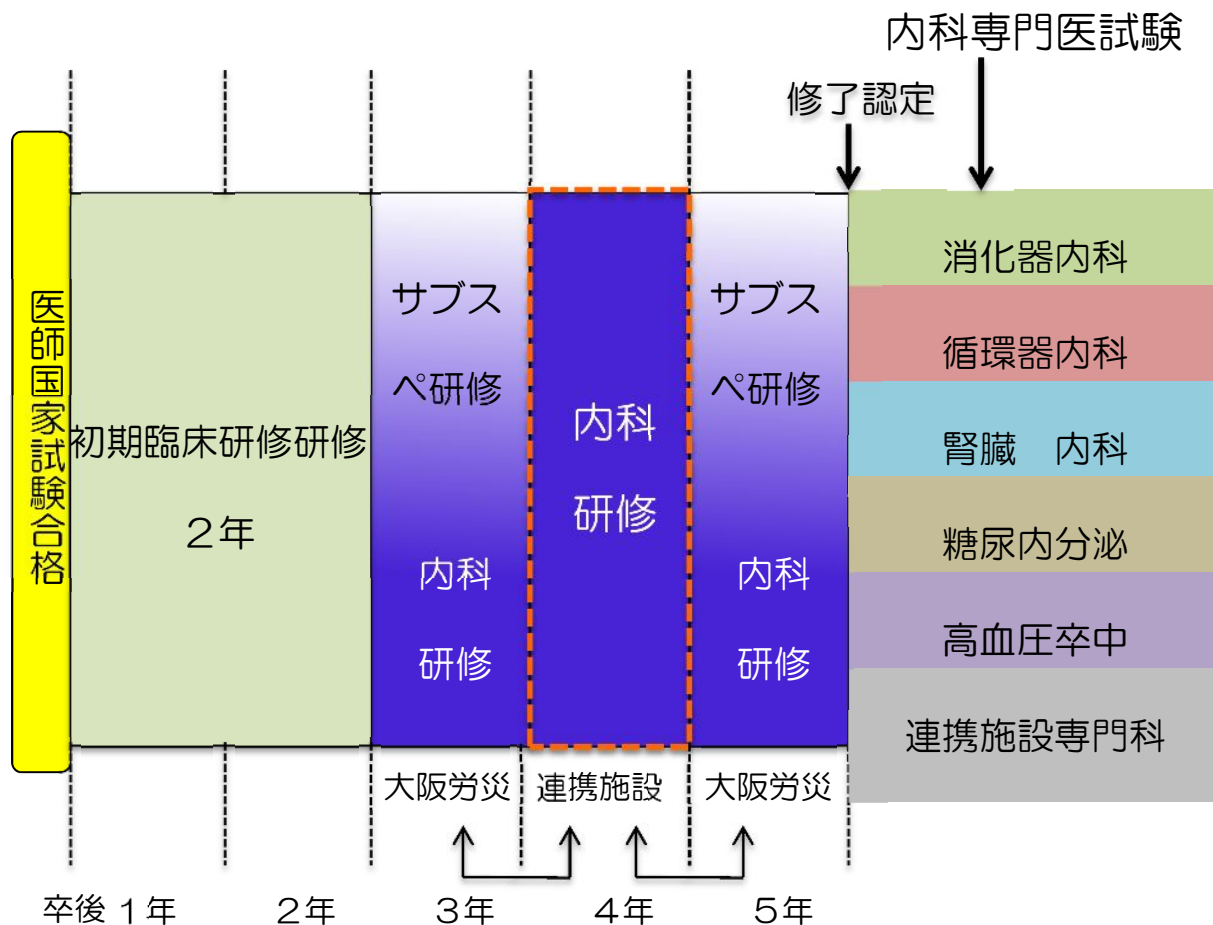 内科専門医試験
修了認定
医師国家試験合格
初期臨床研修研修
２年
サブス
ペ研修
内科
研修
内科
研修
サブス
ペ研修
内科
研修
消化器内科
循環器内科
腎臓　内科
糖尿内分泌
高血圧卒中
連携施設専門科
大阪労災
連携施設
大阪労災
卒後１年
２年
３年
４年
５年